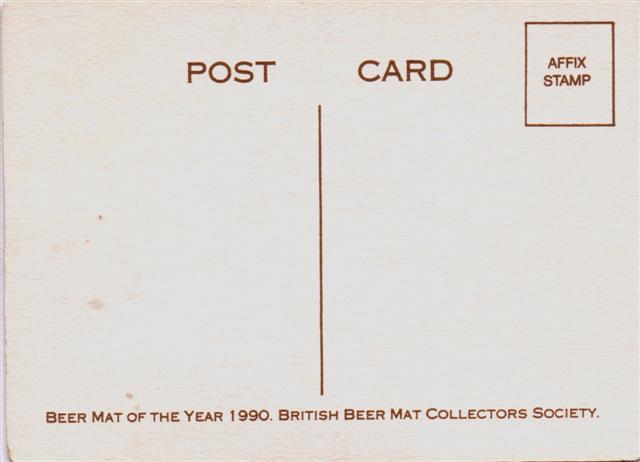 POST CARD
AFFIX
STAMP
BEER MAT OF THE YEAR 1990. BRITISH BEER MAT COLLECTORS SOCIETY.